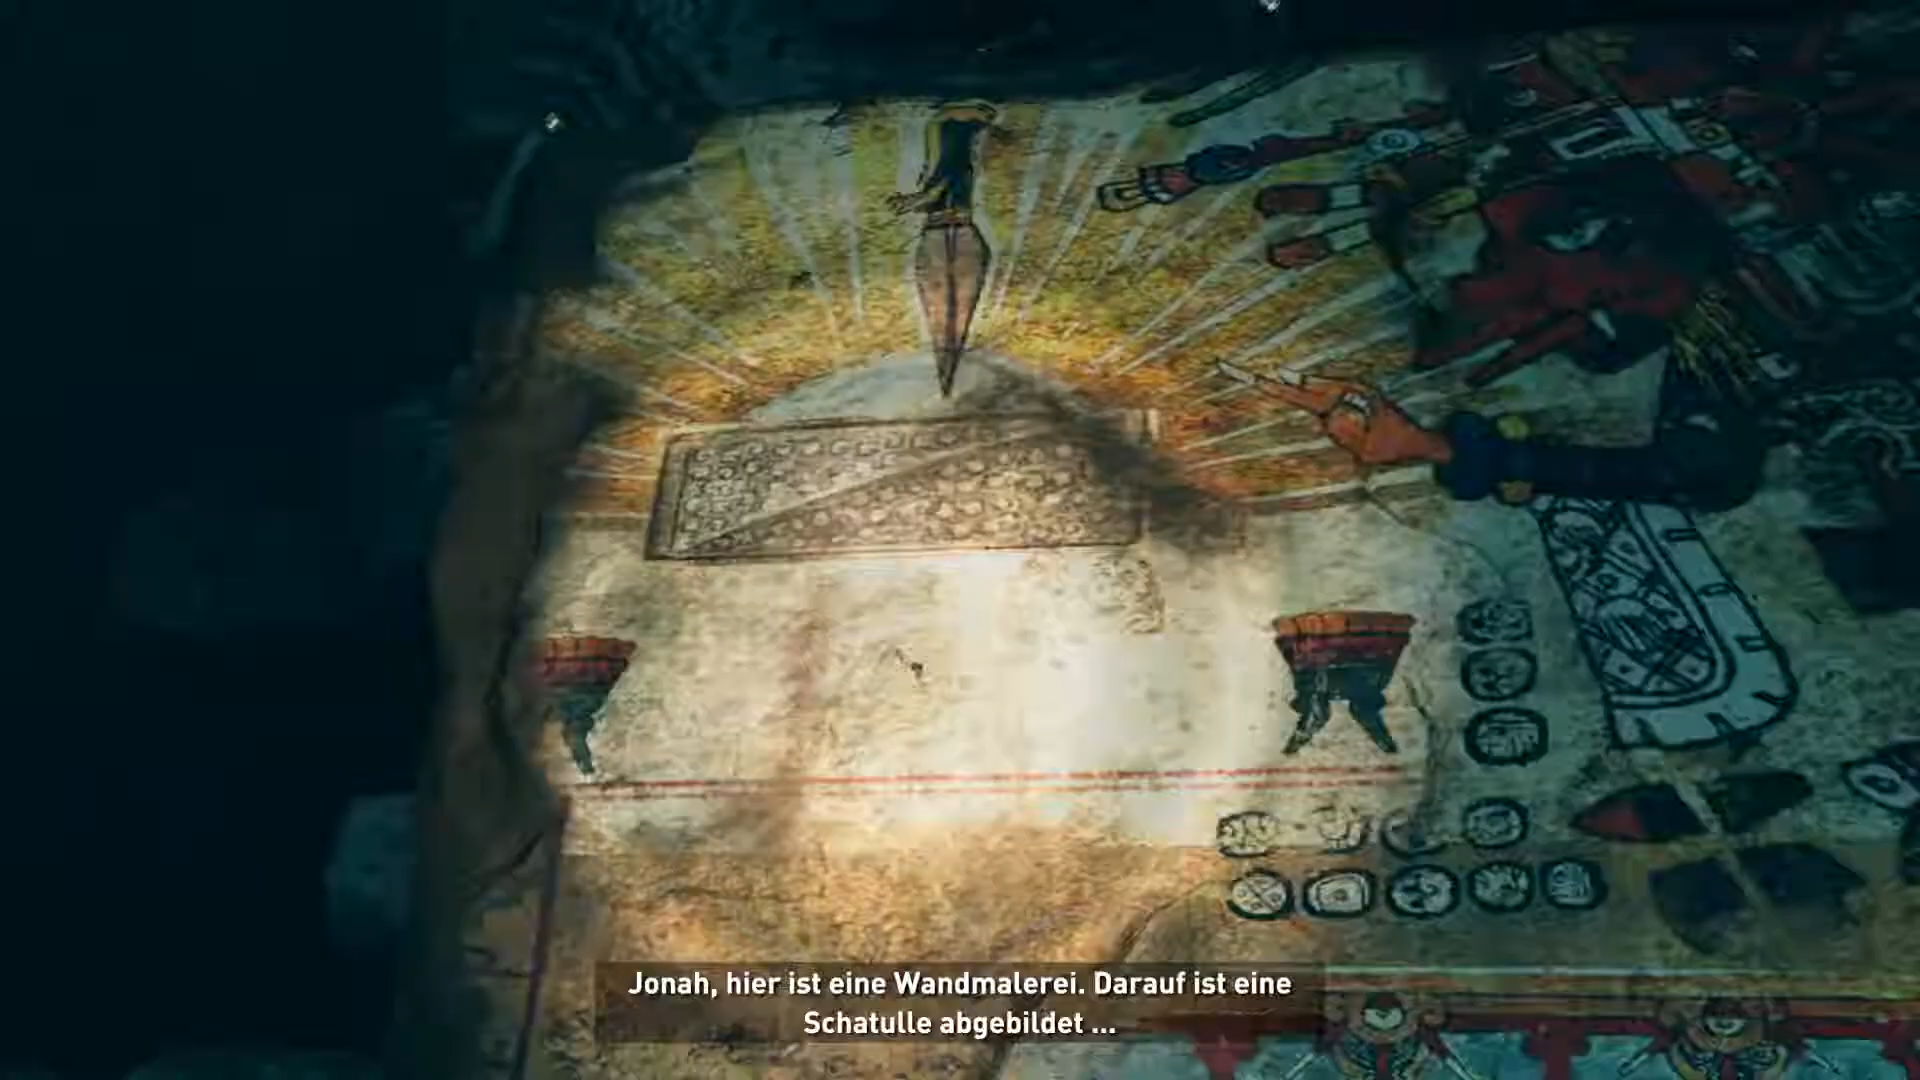 Jonah, hier ist eine Wandmalerei. Darauf ist eine
Schatulle abgebildet ...